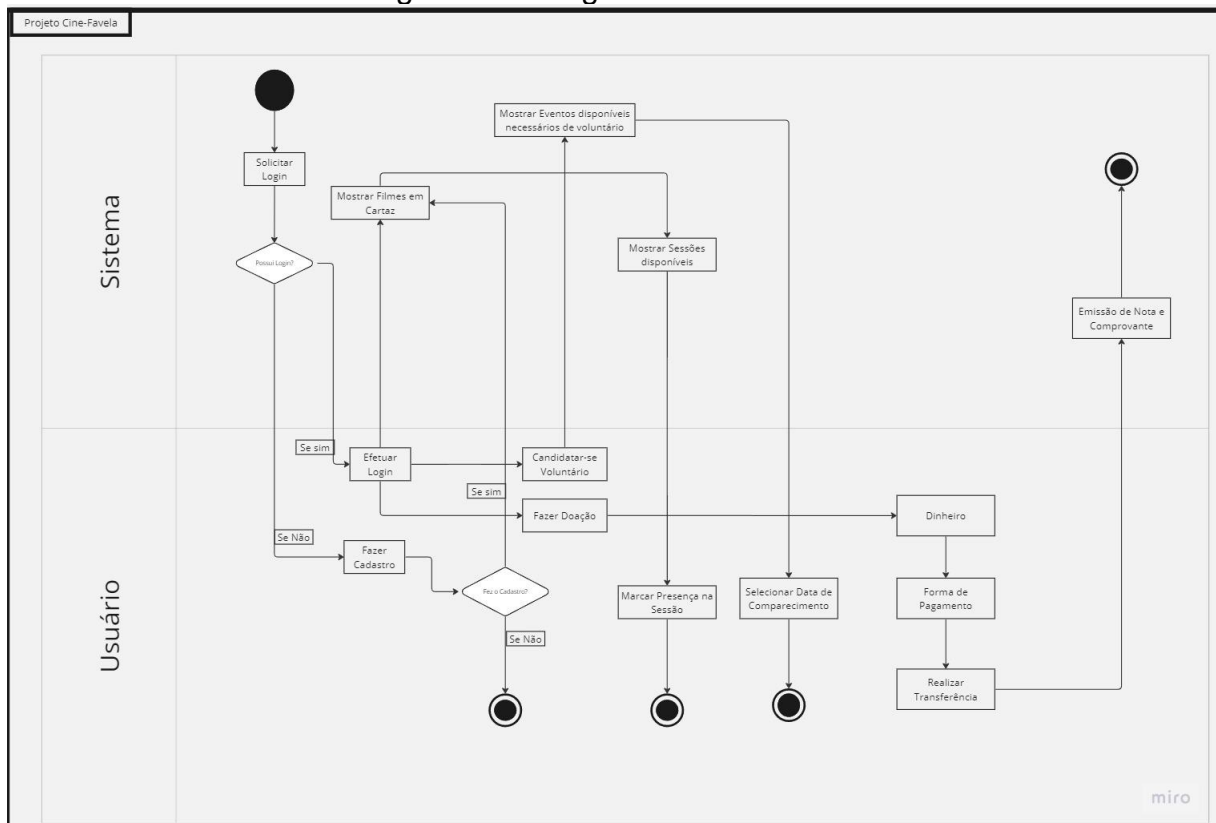 Projeto Cine-Favela
Sistema
Solicitar
Login
Possui Login?
Mostrar Filmes em
Cartaz
Mostrar Eventos disponíveis
necessários de voluntário
Mostrar Sessões
disponíveis
Emissão de Nota e
Comprovante
Usuário
Se sim
Efetuar
Login
Candidatar-se
Voluntário
Se sim
Fazer Doação
Dinheiro
Se Não
Fazer
Cadastro
Fez o Cadastro?
Marcar Presença na
Sessão
Selecionar Data de
Comparecimento
Forma de
Pagamento
Se Não
Realizar
Transferência
miro